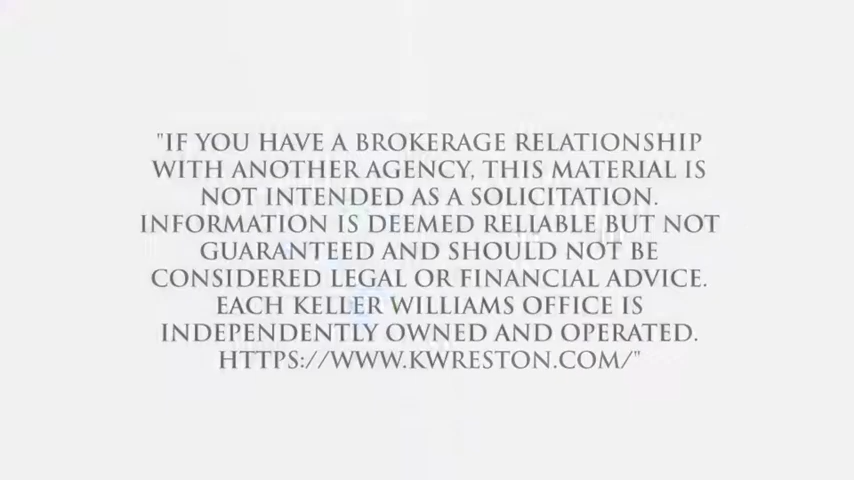 "IF YOU HAVE A BROKERAGE RELATIONSHIP
WITH ANOTHER AGENCY, THIS MATERIAL IS
NOT INTENDED AS A SOLICITATION.
INFORMATION IS DEEMED RELIABLE BUT NOT
GUARANTEED AND SHOULD NOT BE
CONSIDERED LEGAL OR FINANCIAL ADVICE.
EACH KELLER WILLIAMS OFFICE IS
INDEPENDENTLY OWNED AND OPERATED.
HTTPS://WWW.KWRESTON.COM/"